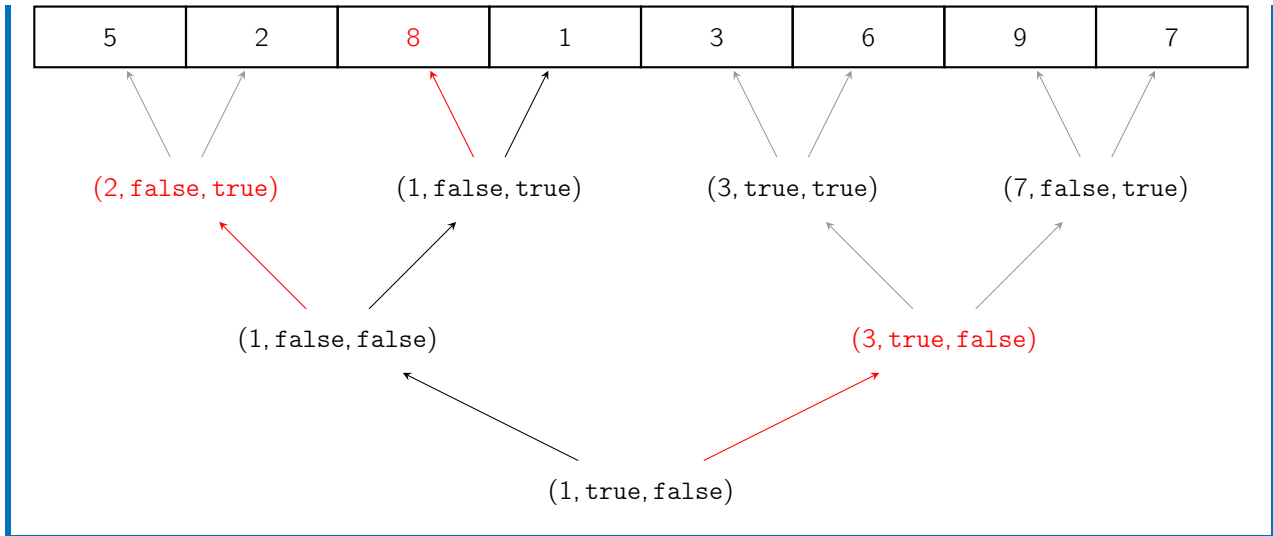 5 2 8 1 3 6 9 7
(2, false, true) (1, false, true) (3, true, true) (7, false, true)
(1, false, false) (3, true, false)
(1, true, false)